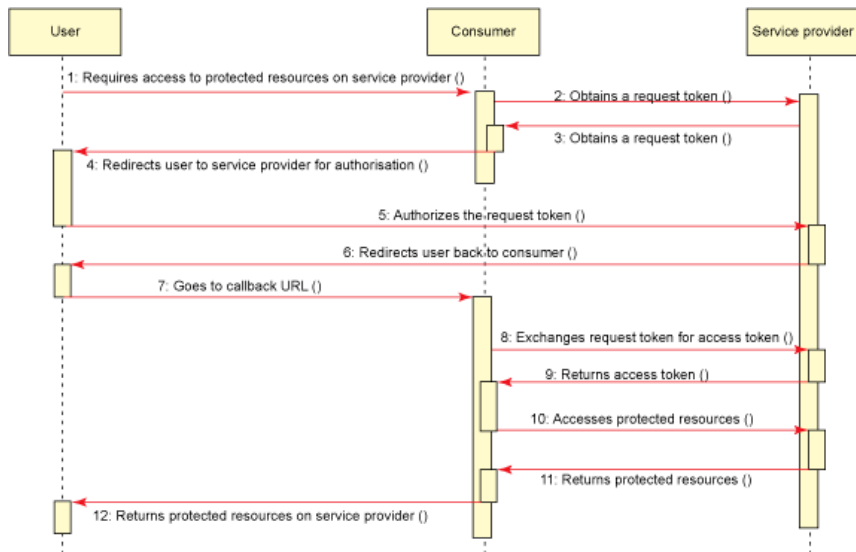 User
Consumer
Service provider
1: Requires access to protected resources on service provider ()
2: Obtains a request token ()
3: Obtains a request token ()
4: Redirects user to service provider for authorisation ()
5: Authorizes the request token ()
6: Redirects user back to consumer ()
7: Goes to callback URL ()
8: Exchanges request token for access token ()
9: Returns access token ()
10: Accesses protected resources ()
11: Returns protected resources ()
12: Returns protected resources on service provider ()